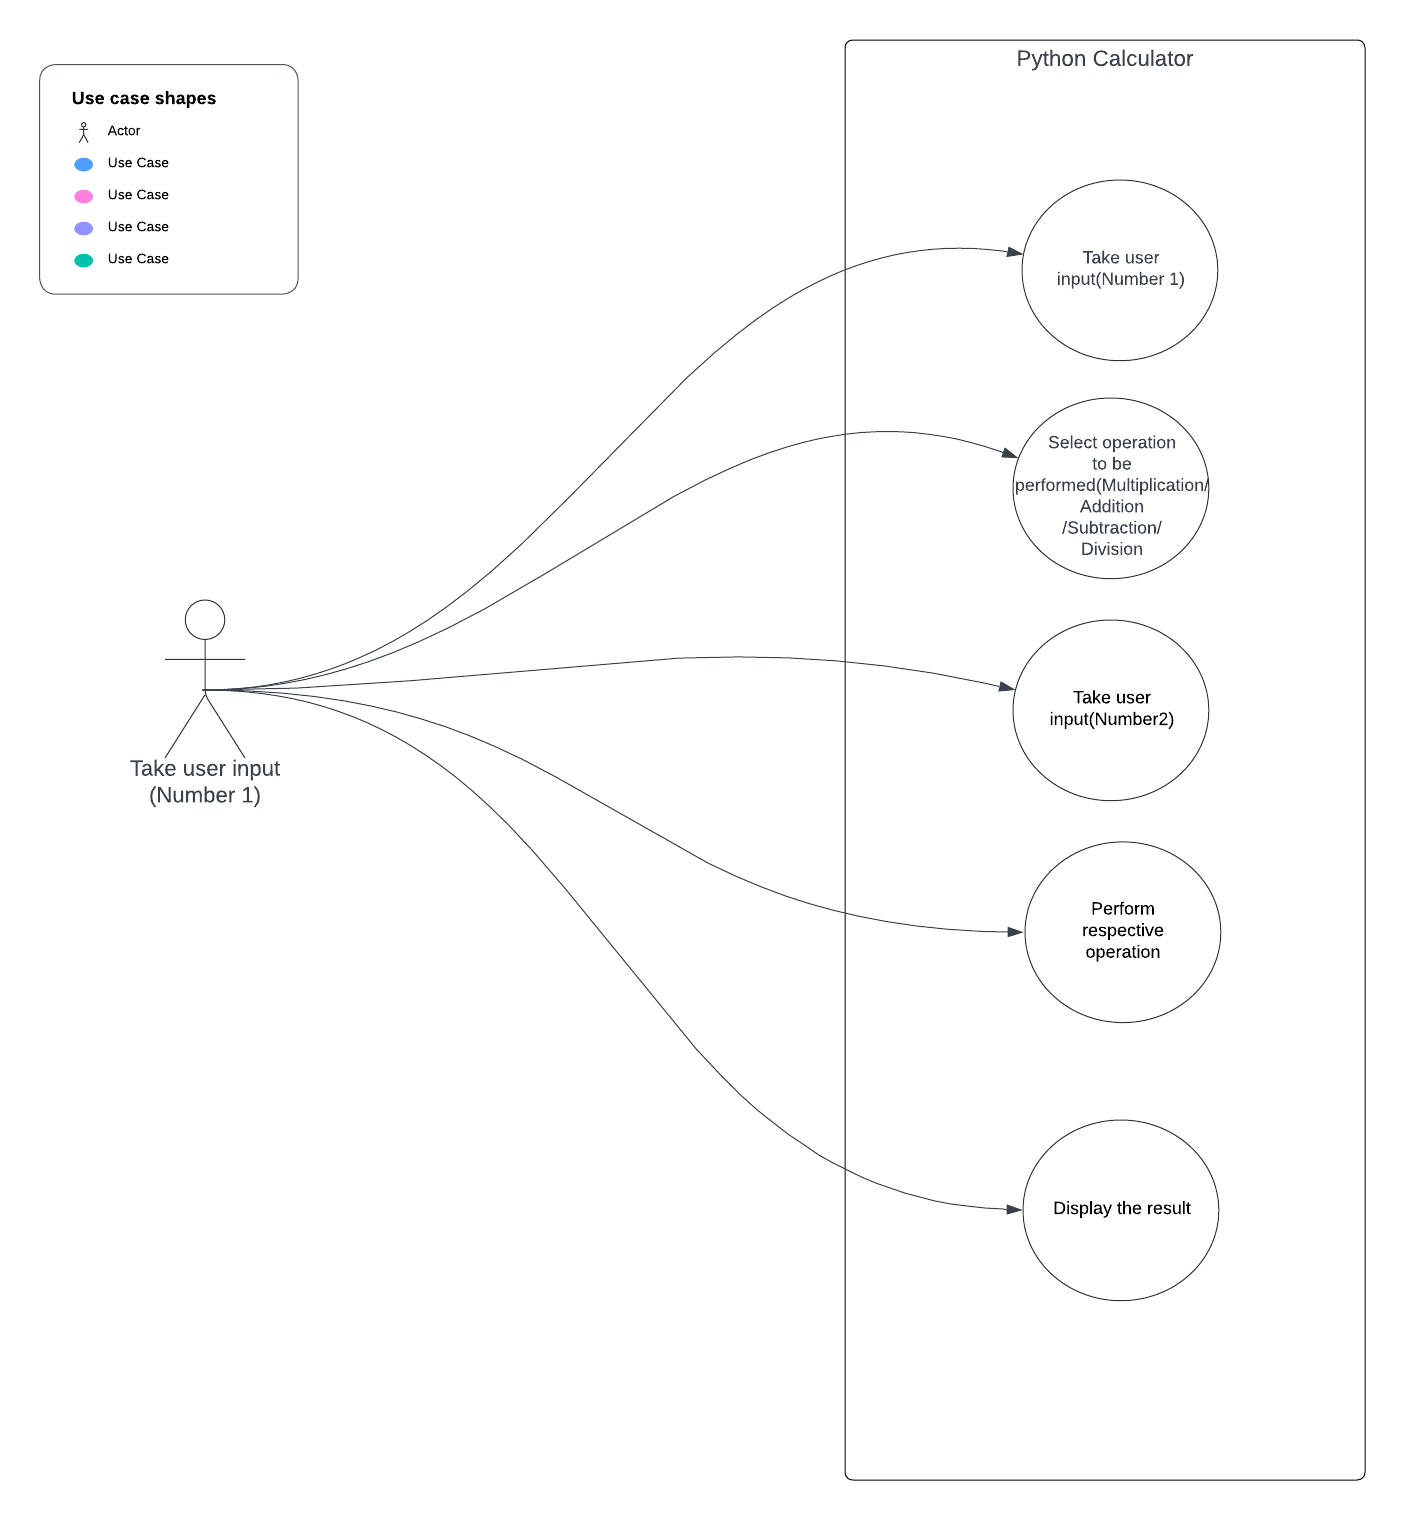 Python Calculator
Use case shapes
Actor
Use Case
Use Case
Use Case
Use Case
Take user
input(Number 1)
Select operation
to be
performed(Multiplication/
Addition
/Subtraction/
Division
Take user
input(Number2)
Take user input
(Number 1)
Perform
respective
operation
Display the result